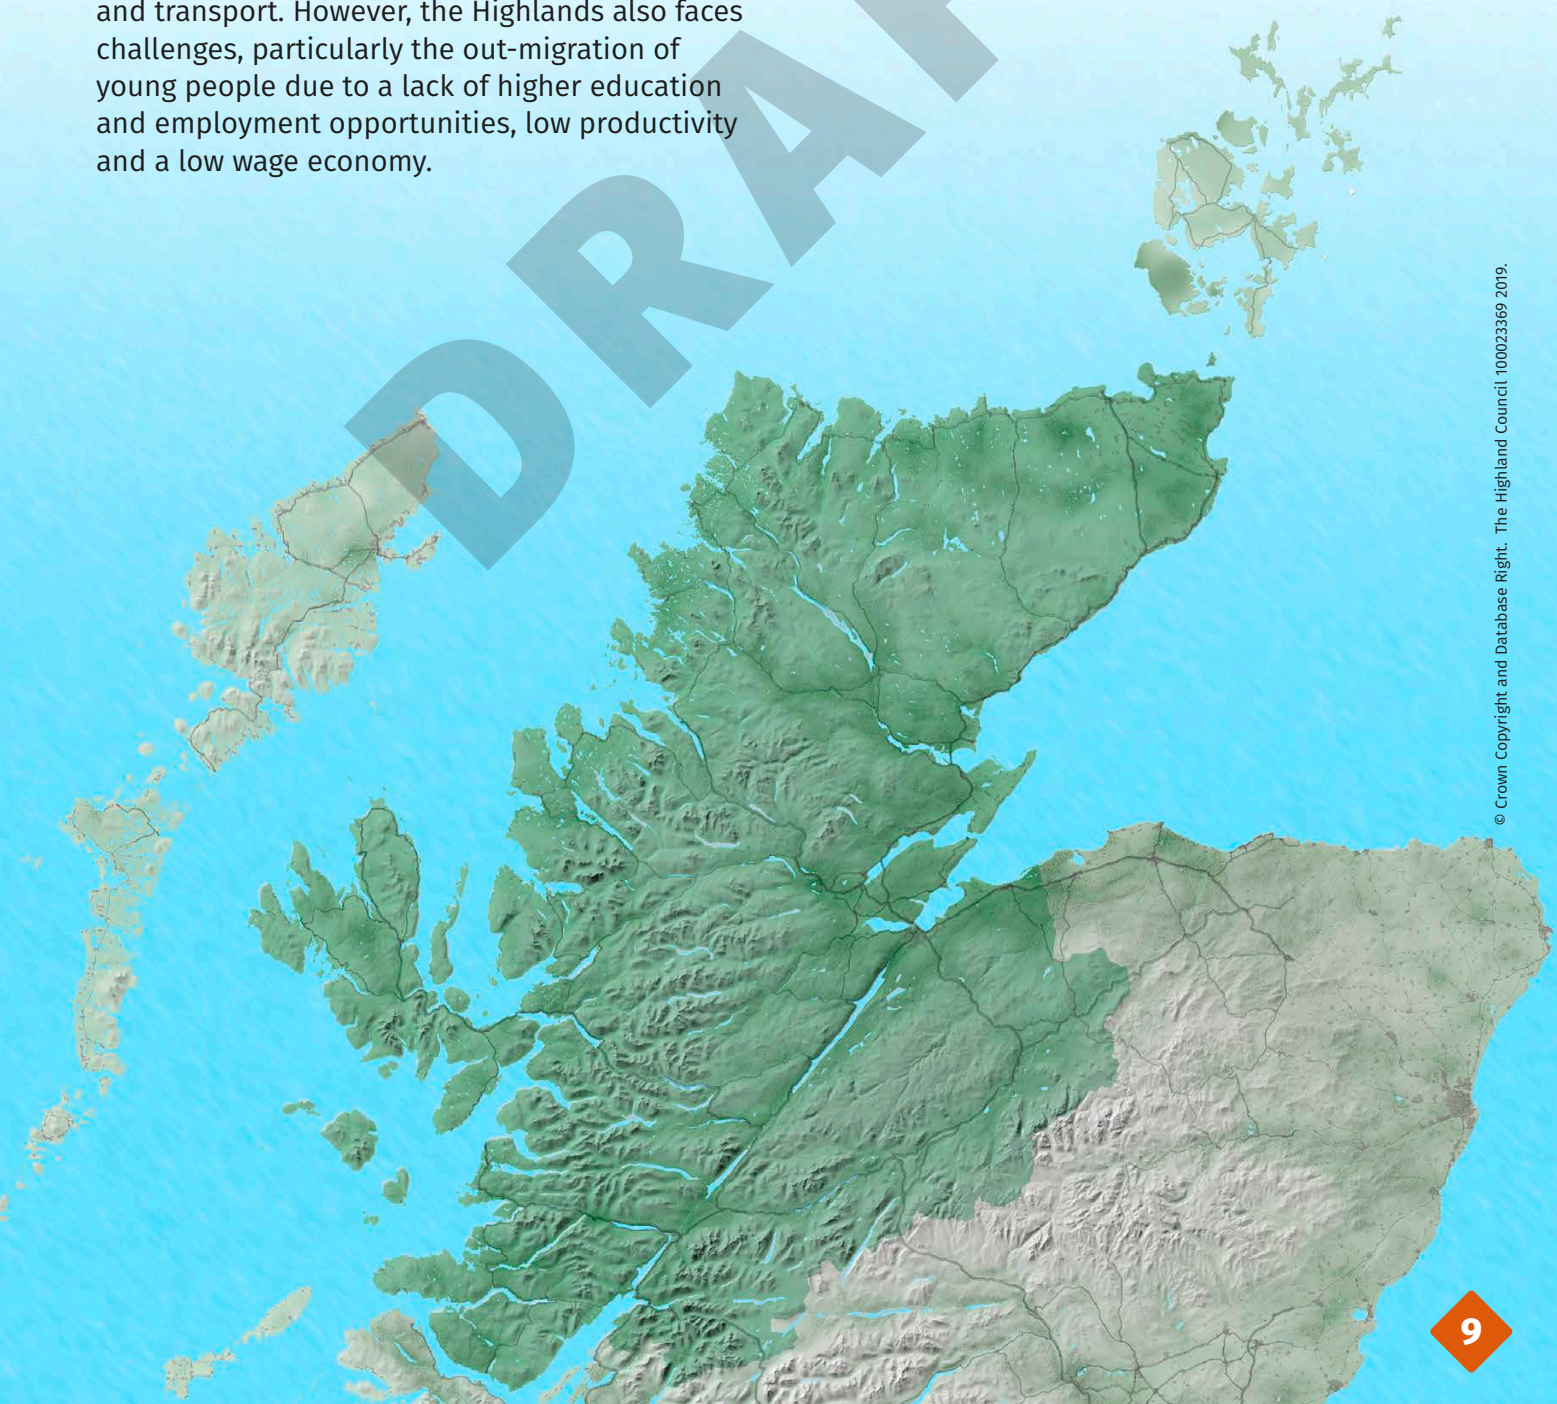 and transport. However, the Highlands also faces
challenges, particularly the out-migration of
young people due to a lack of higher education
and employment opportunities, low productivity
and a low wage economy.
DRAF
© Crown Copyright and Database Right. The Highland Council 100023369 2019.
9